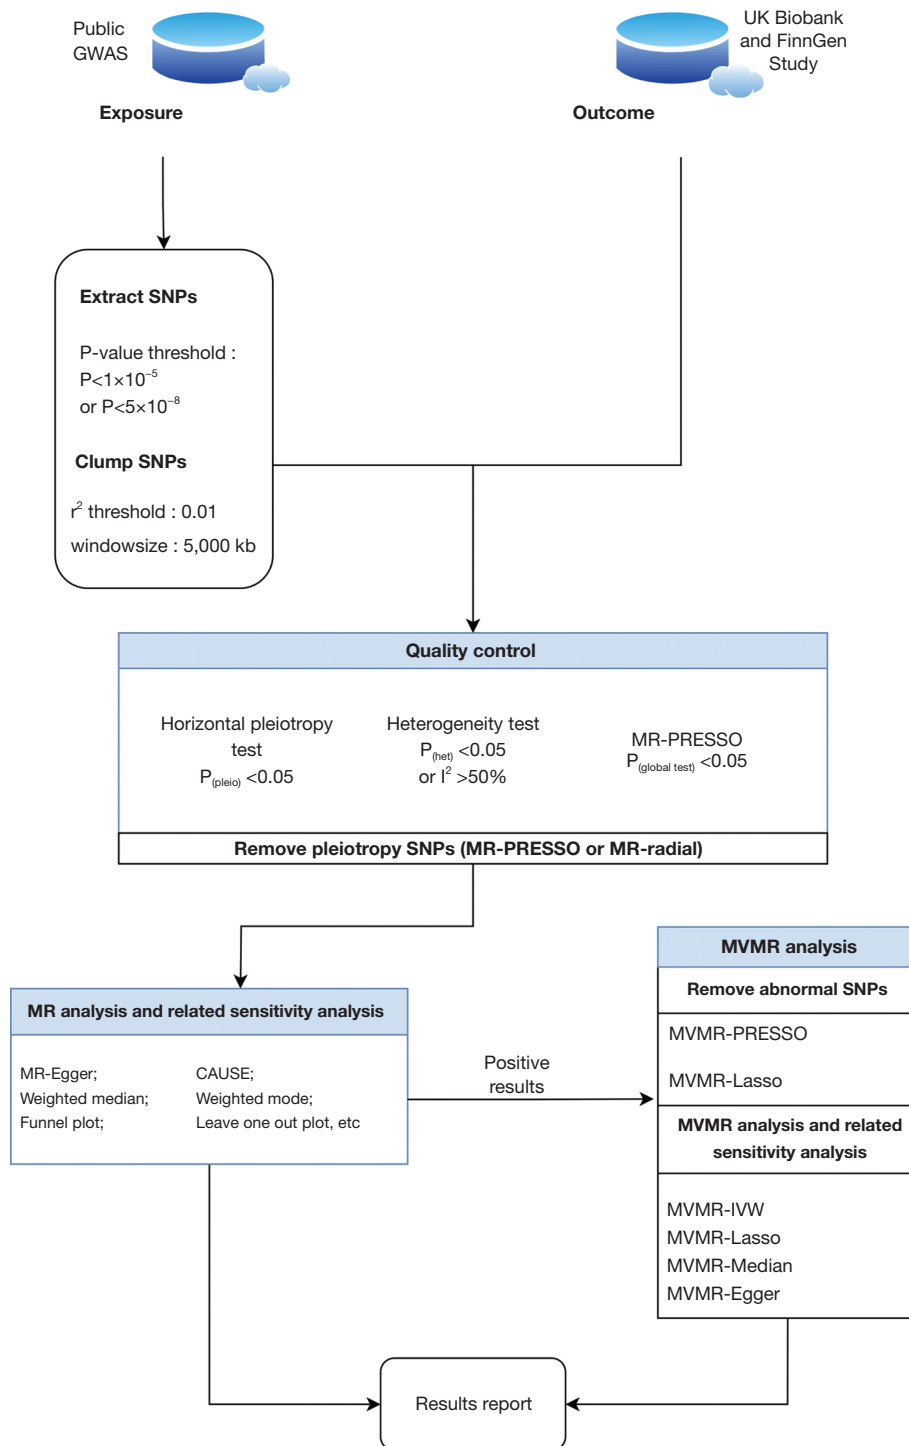 Public
GWAS
UK Biobank
and FinnGen
Study
Exposure
Outcome
Extract SNPs
P-value threshold :
P<1×10⁻⁵
or P<5×10⁻⁸
Clump SNPs
r² threshold : 0.01
windowsize : 5,000 kb
Quality control
Horizontal pleiotropy
test
P(pleio) <0.05
Heterogeneity test
P(het) <0.05
or I² >50%
MR-PRESSO
P(global test) <0.05
Remove pleiotropy SNPs (MR-PRESSO or MR-radial)
MR analysis and related sensitivity analysis
MR-Egger;
Weighted median;
Funnel plot;
CAUSE;
Weighted mode;
Leave one out plot, etc
Positive
results
MVMR analysis
Remove abnormal SNPs
MVMR-PRESSO
MVMR-Lasso
MVMR analysis and related
sensitivity analysis
MVMR-IVW
MVMR-Lasso
MVMR-Median
MVMR-Egger
Results report